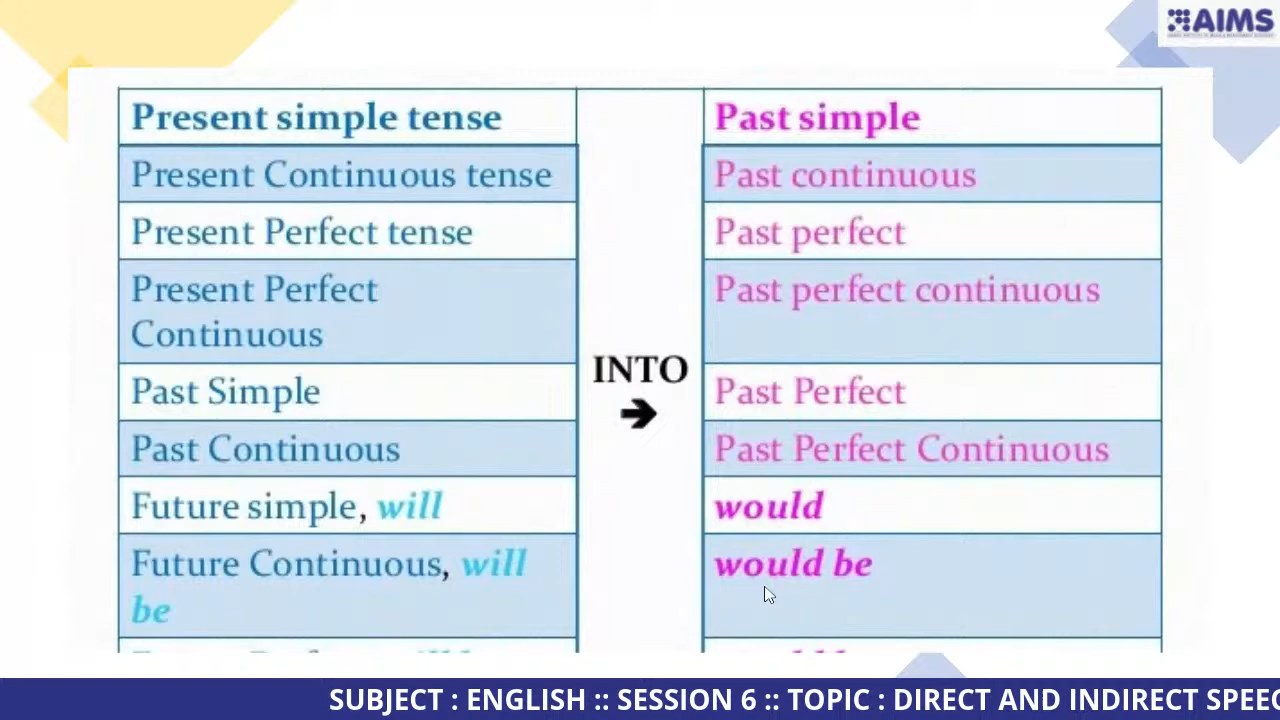 AIMS
Present simple tense
Past simple
Present Continuous tense
Past continuous
Present Perfect tense
Past perfect
Present Perfect
Continuous
Past perfect continuous
INTO
Past Simple
Past Perfect
Past Continuous
Past Perfect Continuous
Future simple, will
would
Future Continuous, will
be
would be
SUBJECT : ENGLISH :: SESSION 6 :: TOPIC : DIRECT AND INDIRECT SPEEC